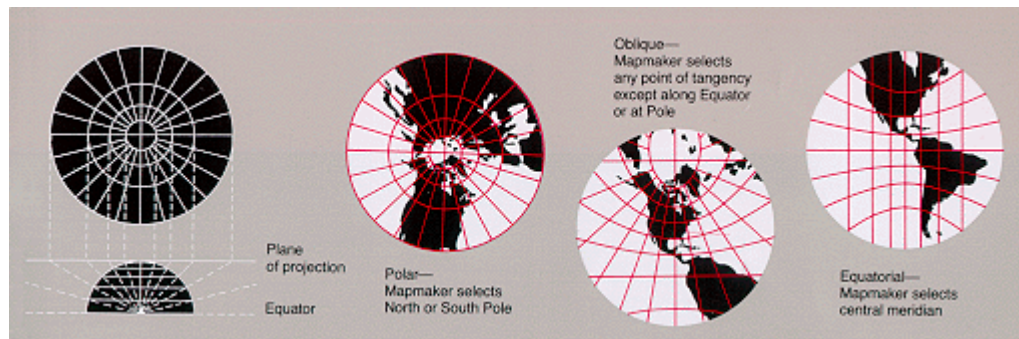 Plane
of projection
Equator
Polar—
Mapmaker selects
North or South Pole
Oblique—
Mapmaker selects
any point of tangency
except along Equator
or at Pole
Equatorial—
Mapmaker selects
central meridian